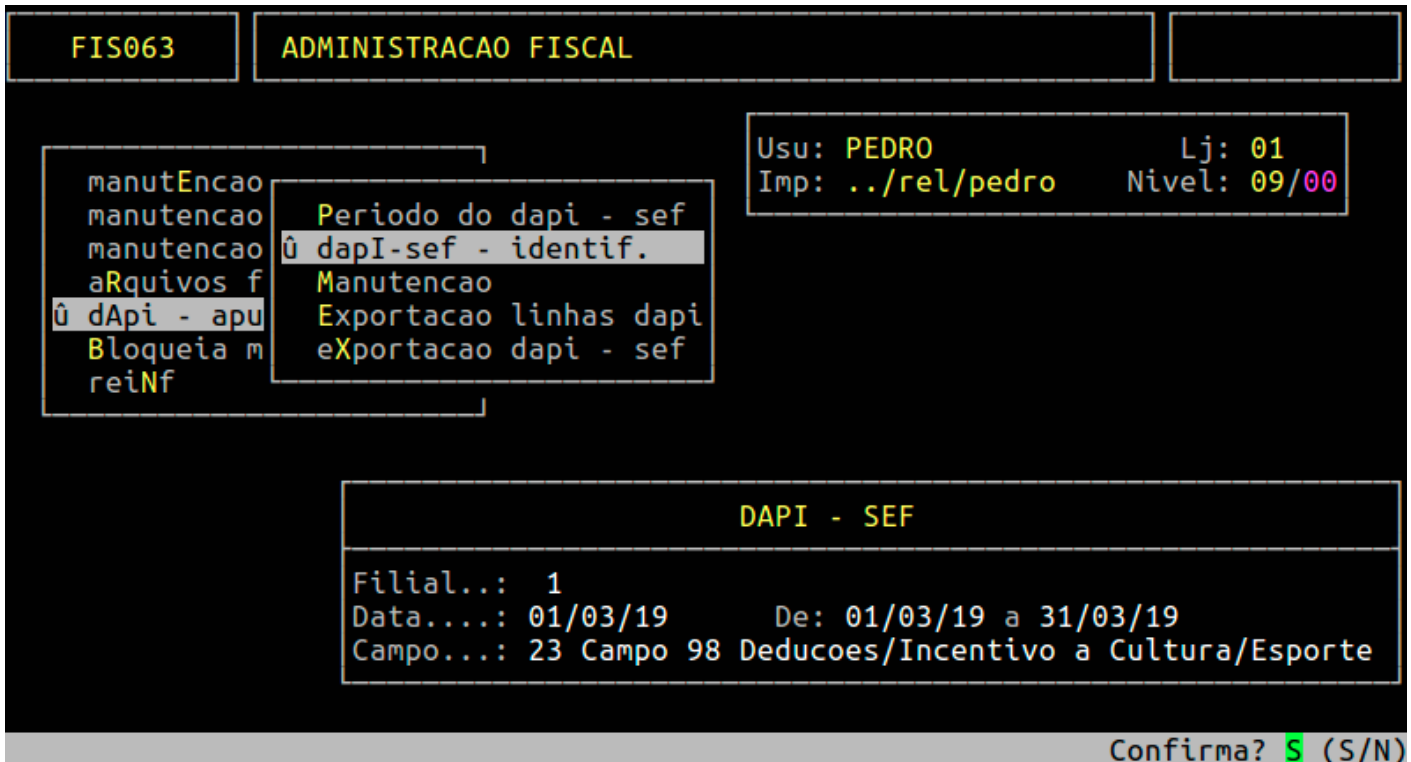 FIS063 ADMINISTRACAO FISCAL
Usu: PEDRO Lj: 01
Imp: ../rel/pedro Nivel: 09/00
manutEncao
manutencao
manutencao
aRquivos f
û dApi - apu
Bloqueia m
reiNf
Periodo do dapi - sef
û dapI-sef - identif.
Manutencao
Exportacao linhas dapi
eXportacao dapi - sef
DAPI - SEF
Filial..: 1
Data....: 01/03/19 De: 01/03/19 a 31/03/19
Campo...: 23 Campo 98 Deducoes/Incentivo a Cultura/Esporte
Confirma? S (S/N)